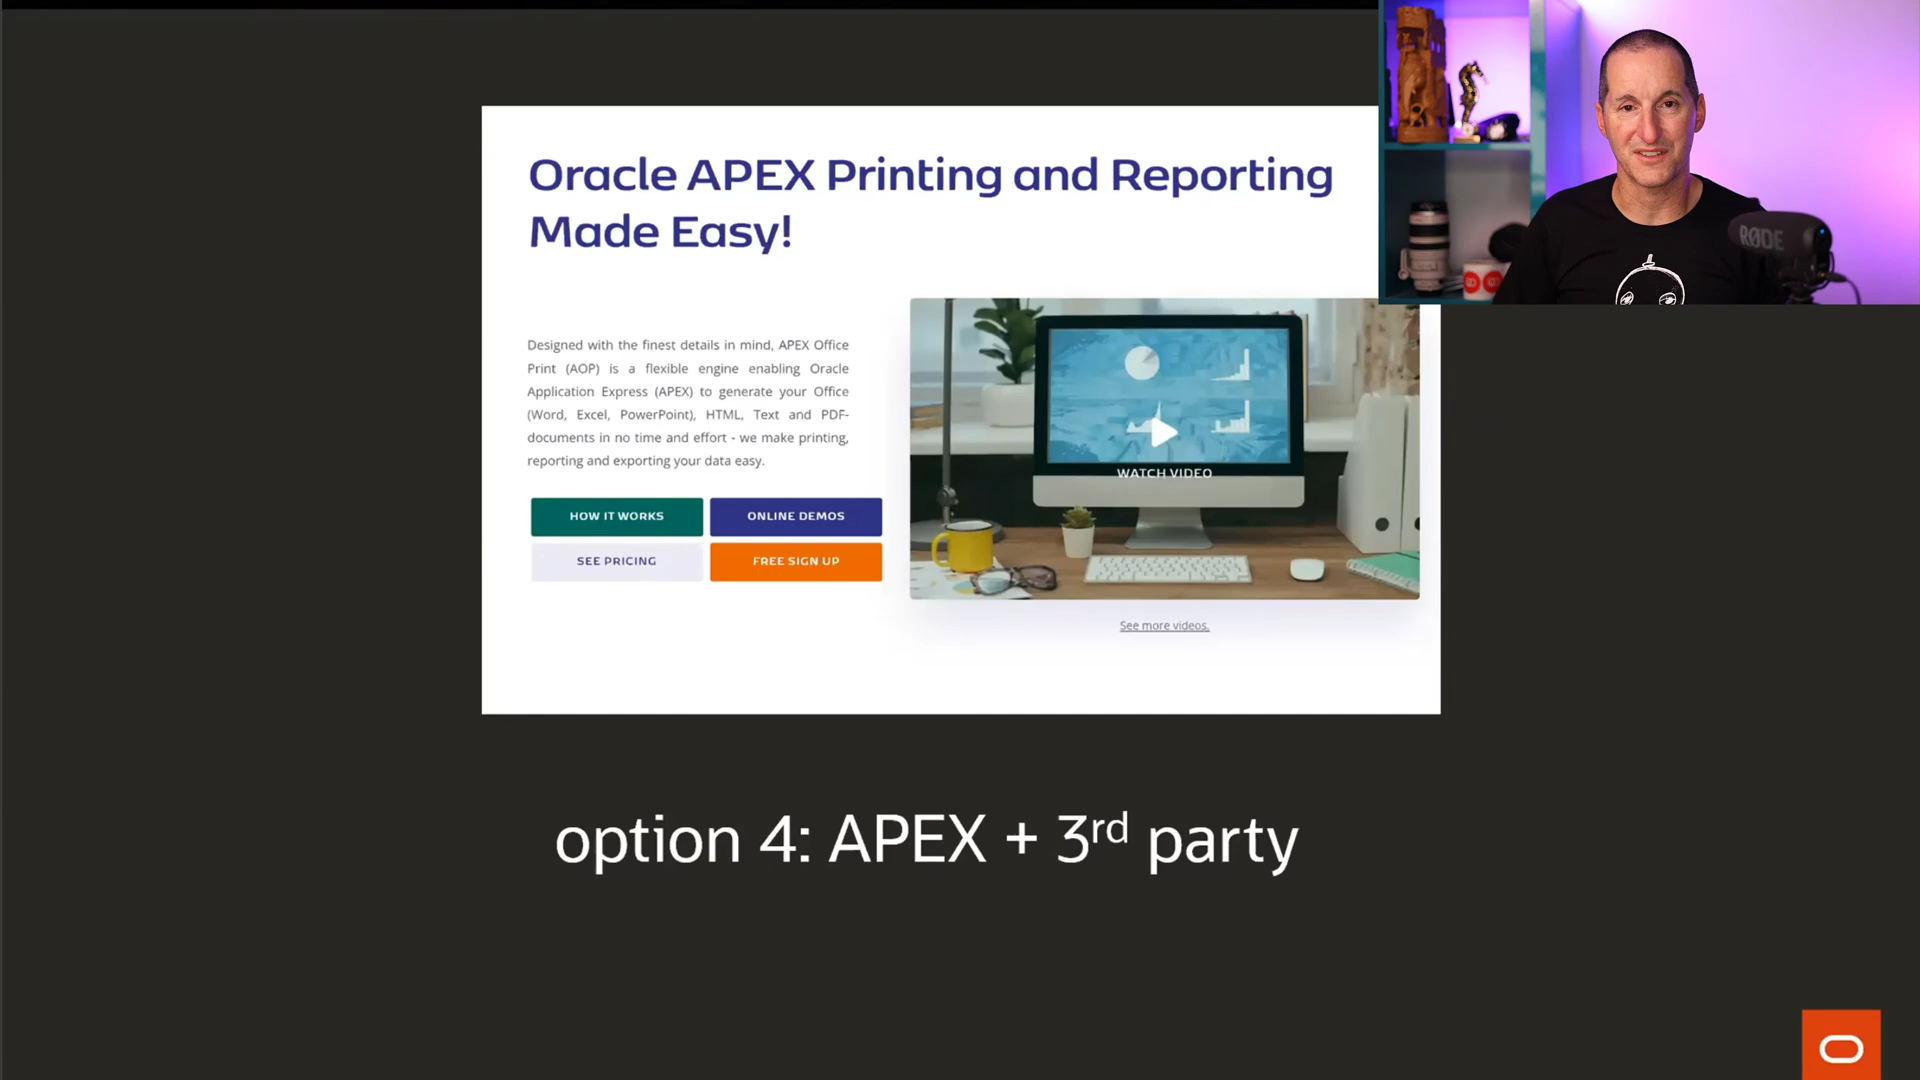 Oracle APEX Printing and Reporting
Made Easy!
Designed with the finest details in mind, APEX Office
Print (AOP) is a flexible engine enabling Oracle
Application Express (APEX) to generate your Office
(Word, Excel, PowerPoint), HTML, Text and PDF-
documents in no time and effort - we make printing,
reporting and exporting your data easy.
HOW IT WORKS
ONLINE DEMOS
SEE PRICING
FREE SIGN UP
WATCH VIDEO
See more videos.
RØDE
option 4: APEX + 3rd party